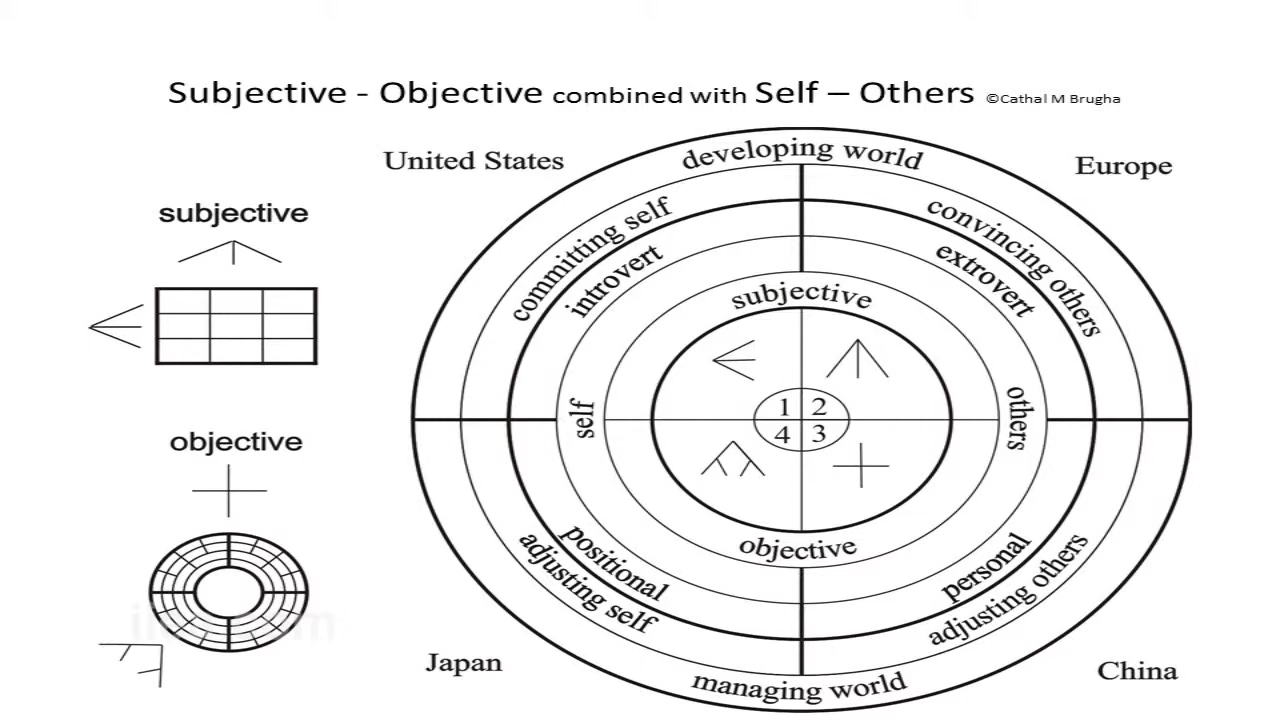 Subjective - Objective combined with Self – Others ©Cathal M Brugha
United States
developing world
Europe
subjective
committing self
convincing others
introvert
extrovert
subjective
self
others
1 2
4 3
objective
objective
positional
personal
adjusting self
adjusting others
Japan
managing world
China